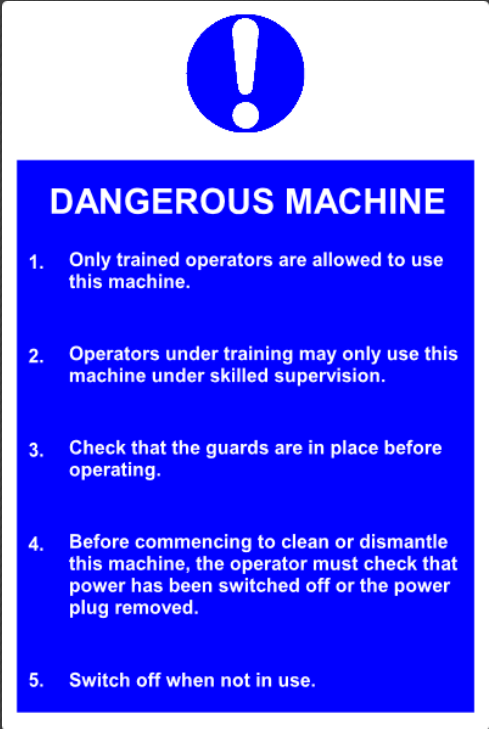 DANGEROUS MACHINE
1. Only trained operators are allowed to use
this machine.
2. Operators under training may only use this
machine under skilled supervision.
3. Check that the guards are in place before
operating.
4. Before commencing to clean or dismantle
this machine, the operator must check that
power has been switched off or the power
plug removed.
5. Switch off when not in use.